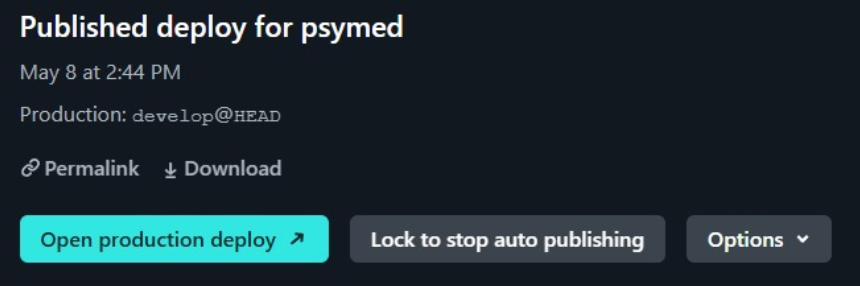 Published deploy for psymed
May 8 at 2:44 PM
Production: develop@HEAD
Permalink Download
Open production deploy Lock to stop auto publishing Options